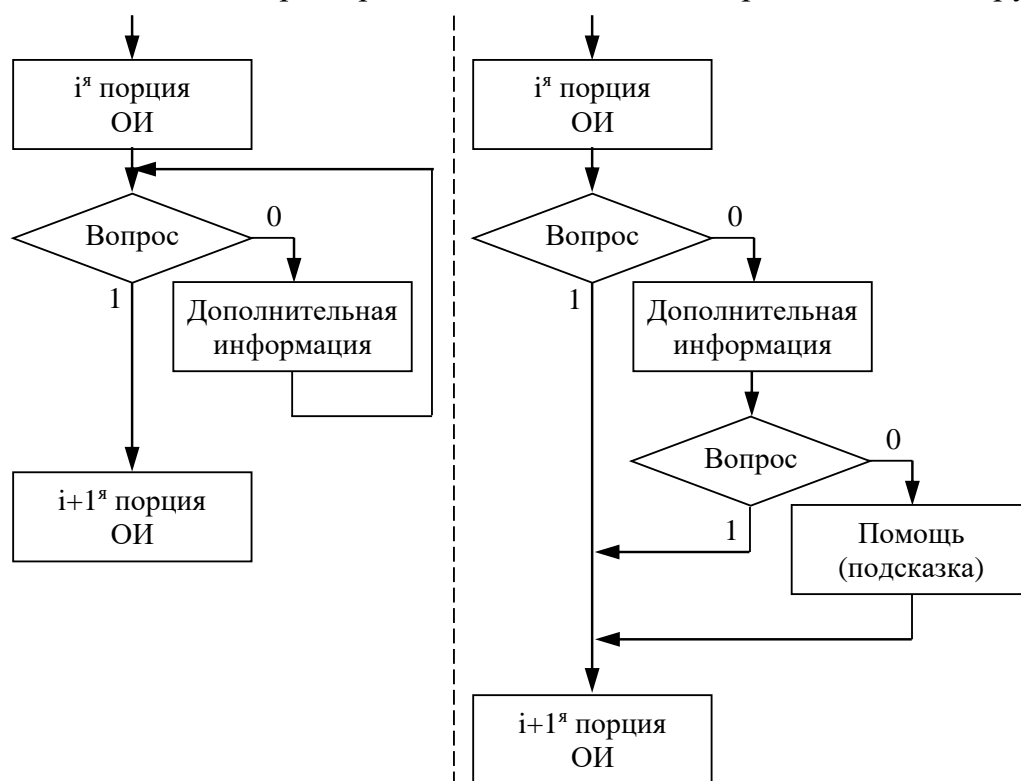 iя порция
ОИ
Вопрос
0
1
Дополнительная
информация
i+1я порция
ОИ
iя порция
ОИ
Вопрос
0
1
Дополнительная
информация
Вопрос
0
1
Помощь
(подсказка)
i+1я порция
ОИ